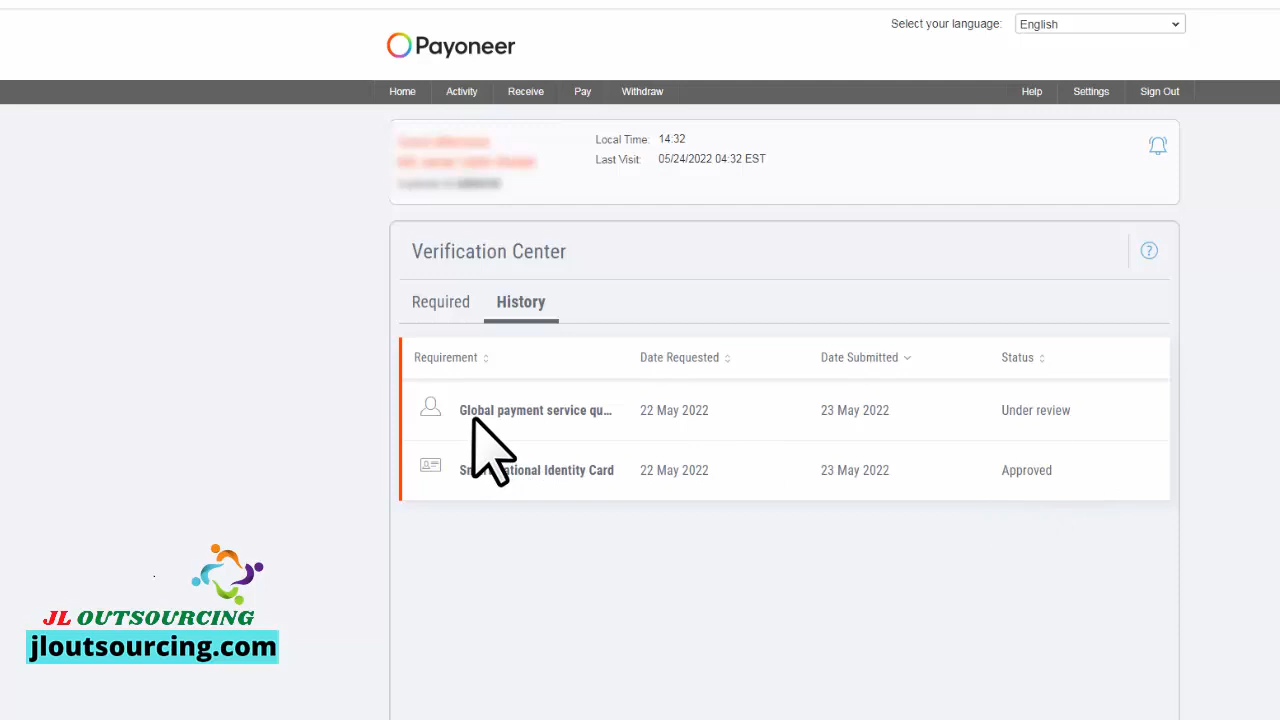 Select your language: English
Payoneer
Home Activity Receive Pay Withdraw Help Settings Sign Out
Local Time: 14:32
Last Visit: 05/24/2022 04:32 EST
Verification Center
Required History
Requirement Date Requested Date Submitted Status
Global payment service qu... 22 May 2022 23 May 2022 Under review
National Identity Card 22 May 2022 23 May 2022 Approved
JL OUTSOURCING
jloutsourcing.com